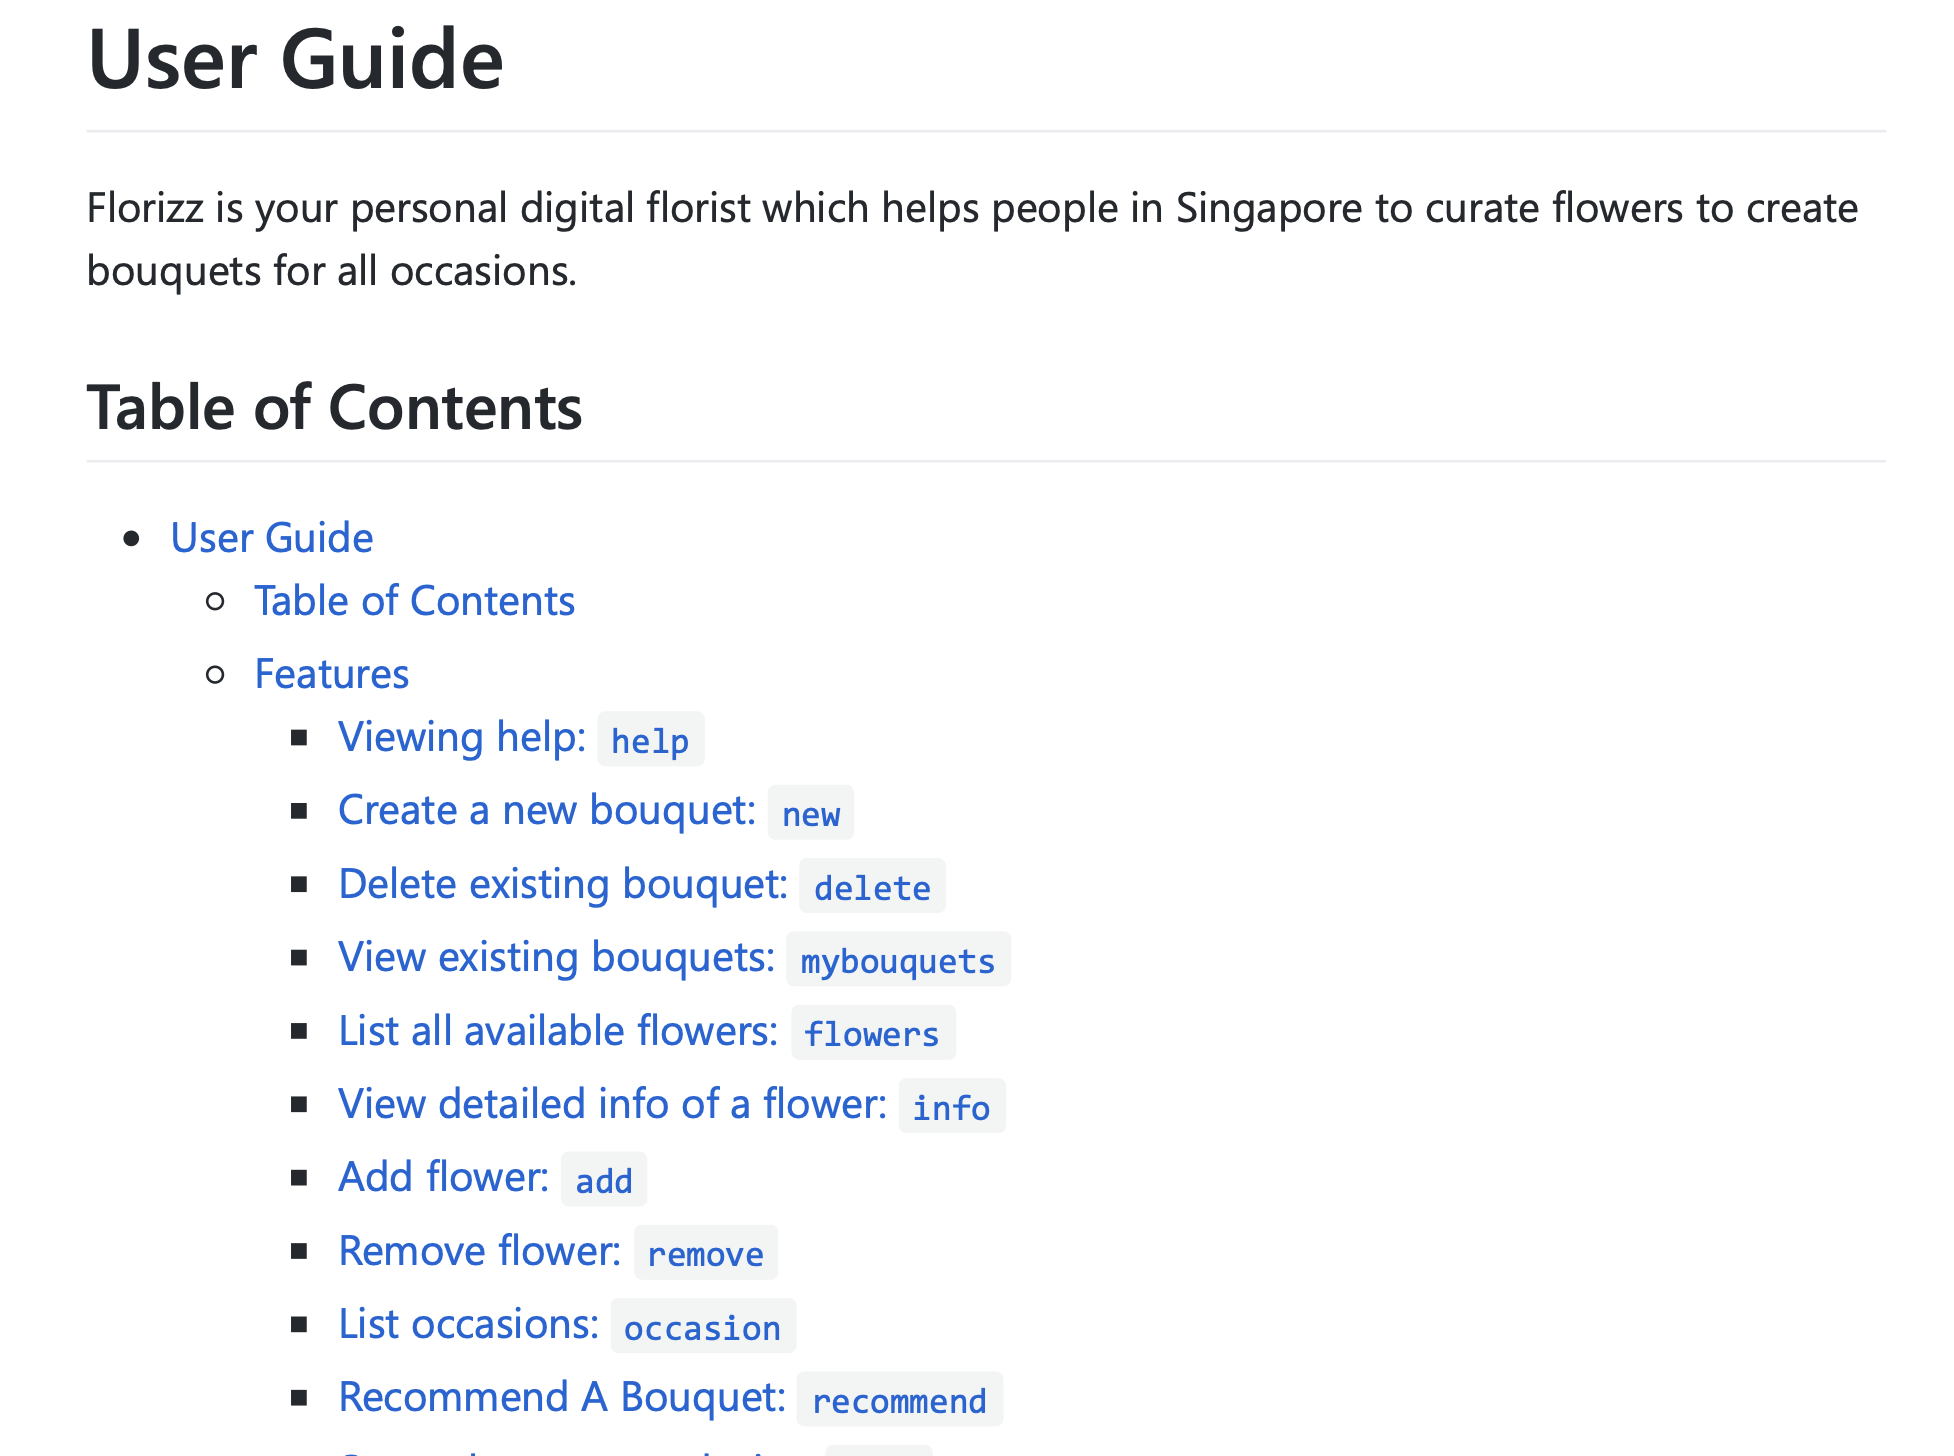 User Guide
Florizz is your personal digital florist which helps people in Singapore to curate flowers to create
bouquets for all occasions.
Table of Contents
User Guide
Table of Contents
Features
Viewing help: help
Create a new bouquet: new
Delete existing bouquet: delete
View existing bouquets: mybouquets
List all available flowers: flowers
View detailed info of a flower: info
Add flower: add
Remove flower: remove
List occasions: occasion
Recommend A Bouquet: recommend